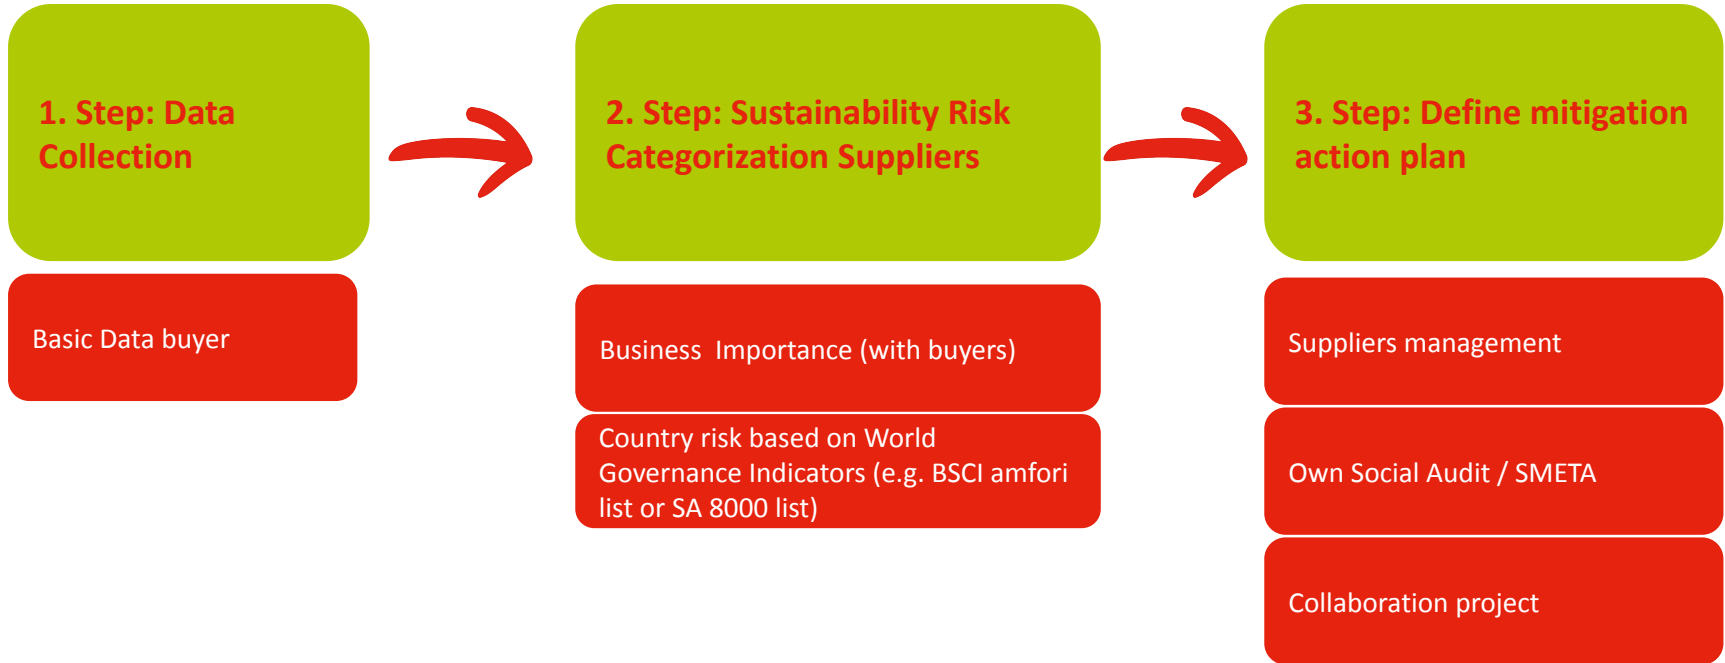 1. Step: Data
Collection
Basic Data buyer
2. Step: Sustainability Risk
Categorization Suppliers
Business  Importance (with buyers)
Country risk based on World
Governance Indicators (e.g. BSCI amfori
list or SA 8000 list)
3. Step: Define mitigation
action plan
Suppliers management
Own Social Audit / SMETA
Collaboration project